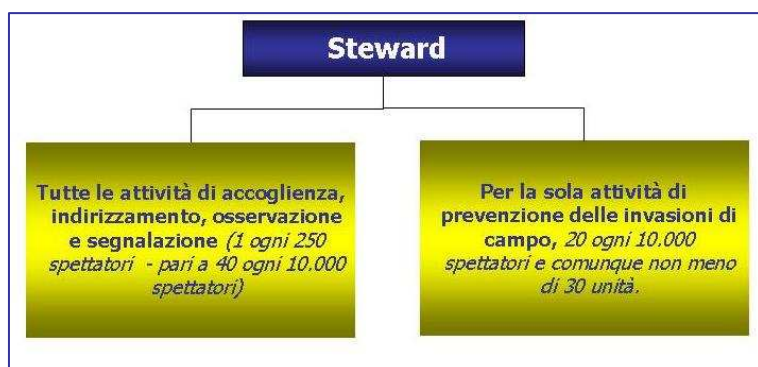 Steward
Tutte le attività di accoglienza,
indirizzamento, osservazione
e segnalazione (1 ogni 250
spettatori - pari a 40 ogni 10.000
spettatori)
Per la sola attività di
prevenzione delle invasioni di
campo, 20 ogni 10.000
spettatori e comunque non meno
di 30 unità.